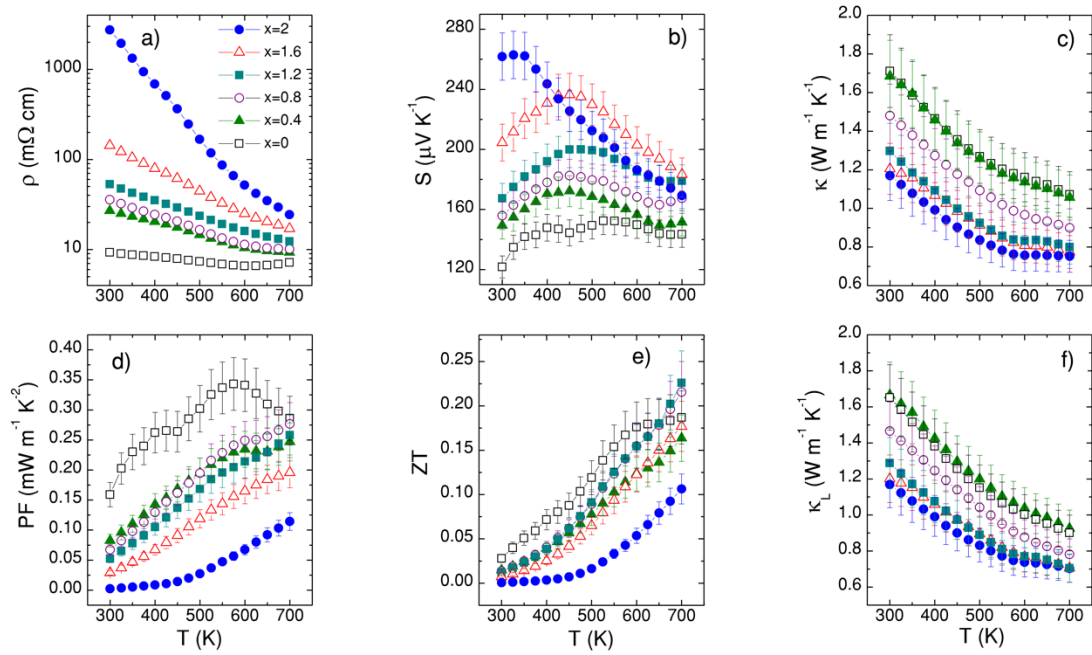 a)
x=2
x=1.6
x=1.2
x=0.8
x=0.4
x=0
1000
100
10
ρ (mΩ cm)
300 400 500 600 700
b)
280
240
200
160
120
S (μV K⁻¹)
300 400 500 600 700
c)
2.0
1.8
1.6
1.4
1.2
1.0
0.8
0.6
κ (W m⁻¹ K⁻¹)
300 400 500 600 700
d)
0.40
0.35
0.30
0.25
0.20
0.15
0.10
0.05
0.00
PF (mW m⁻¹ K⁻²)
300 400 500 600 700
T (K)
e)
0.25
0.20
0.15
0.10
0.05
0.00
ZT
300 400 500 600 700
T (K)
f)
2.0
1.8
1.6
1.4
1.2
1.0
0.8
0.6
κL (W m⁻¹ K⁻¹)
300 400 500 600 700
T (K)